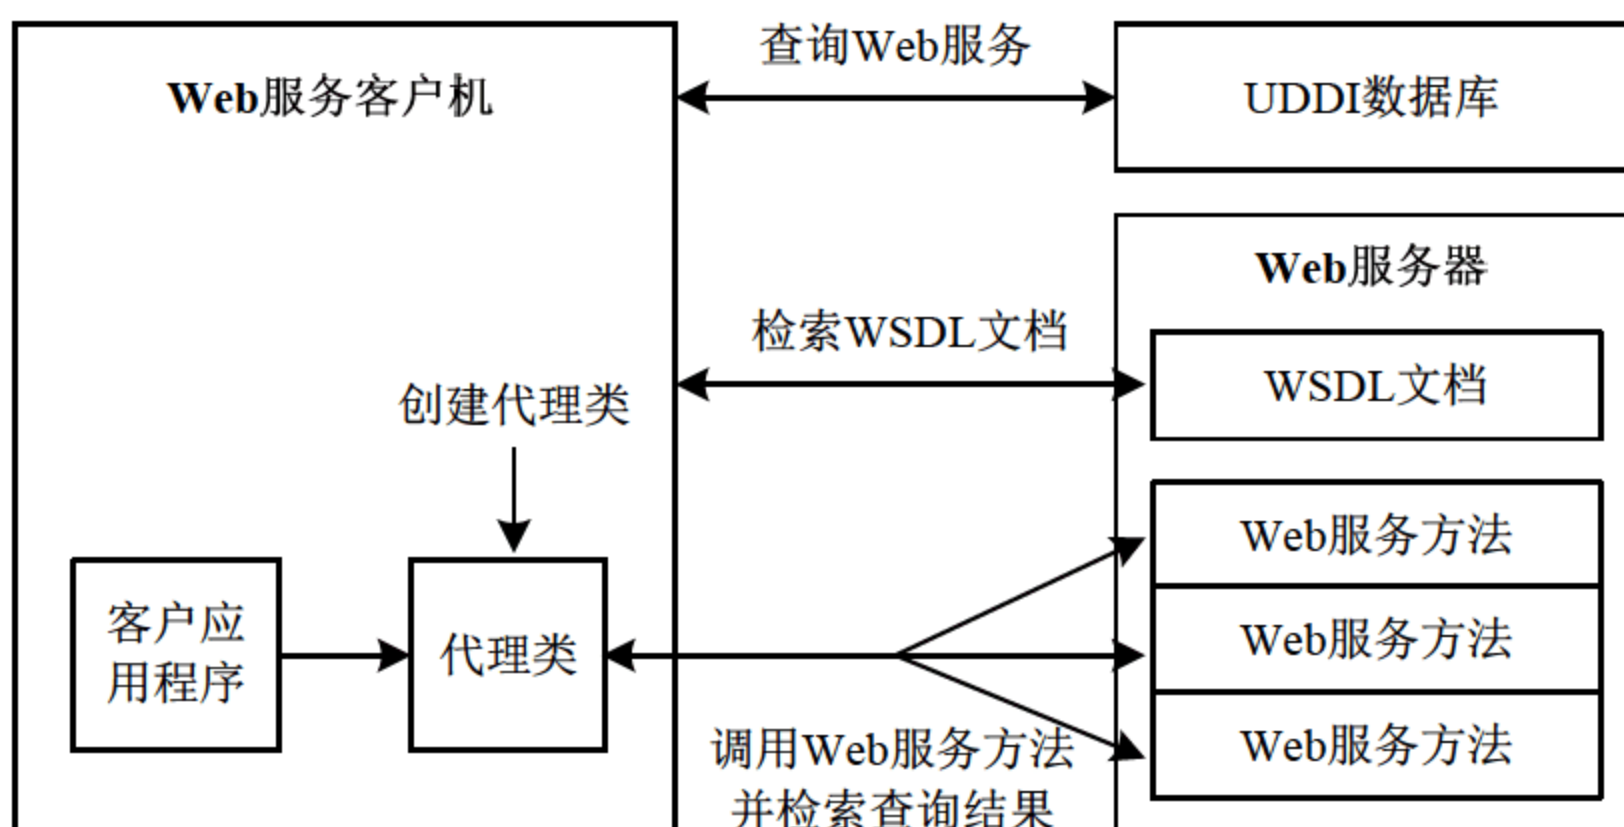 查询Web服务
Web服务客户机
UDDI数据库
Web服务器
检索WSDL文档
WSDL文档
创建代理类
Web服务方法
客户应
用程序
代理类
Web服务方法
Web服务方法
调用Web服务方法
并检索查询结果